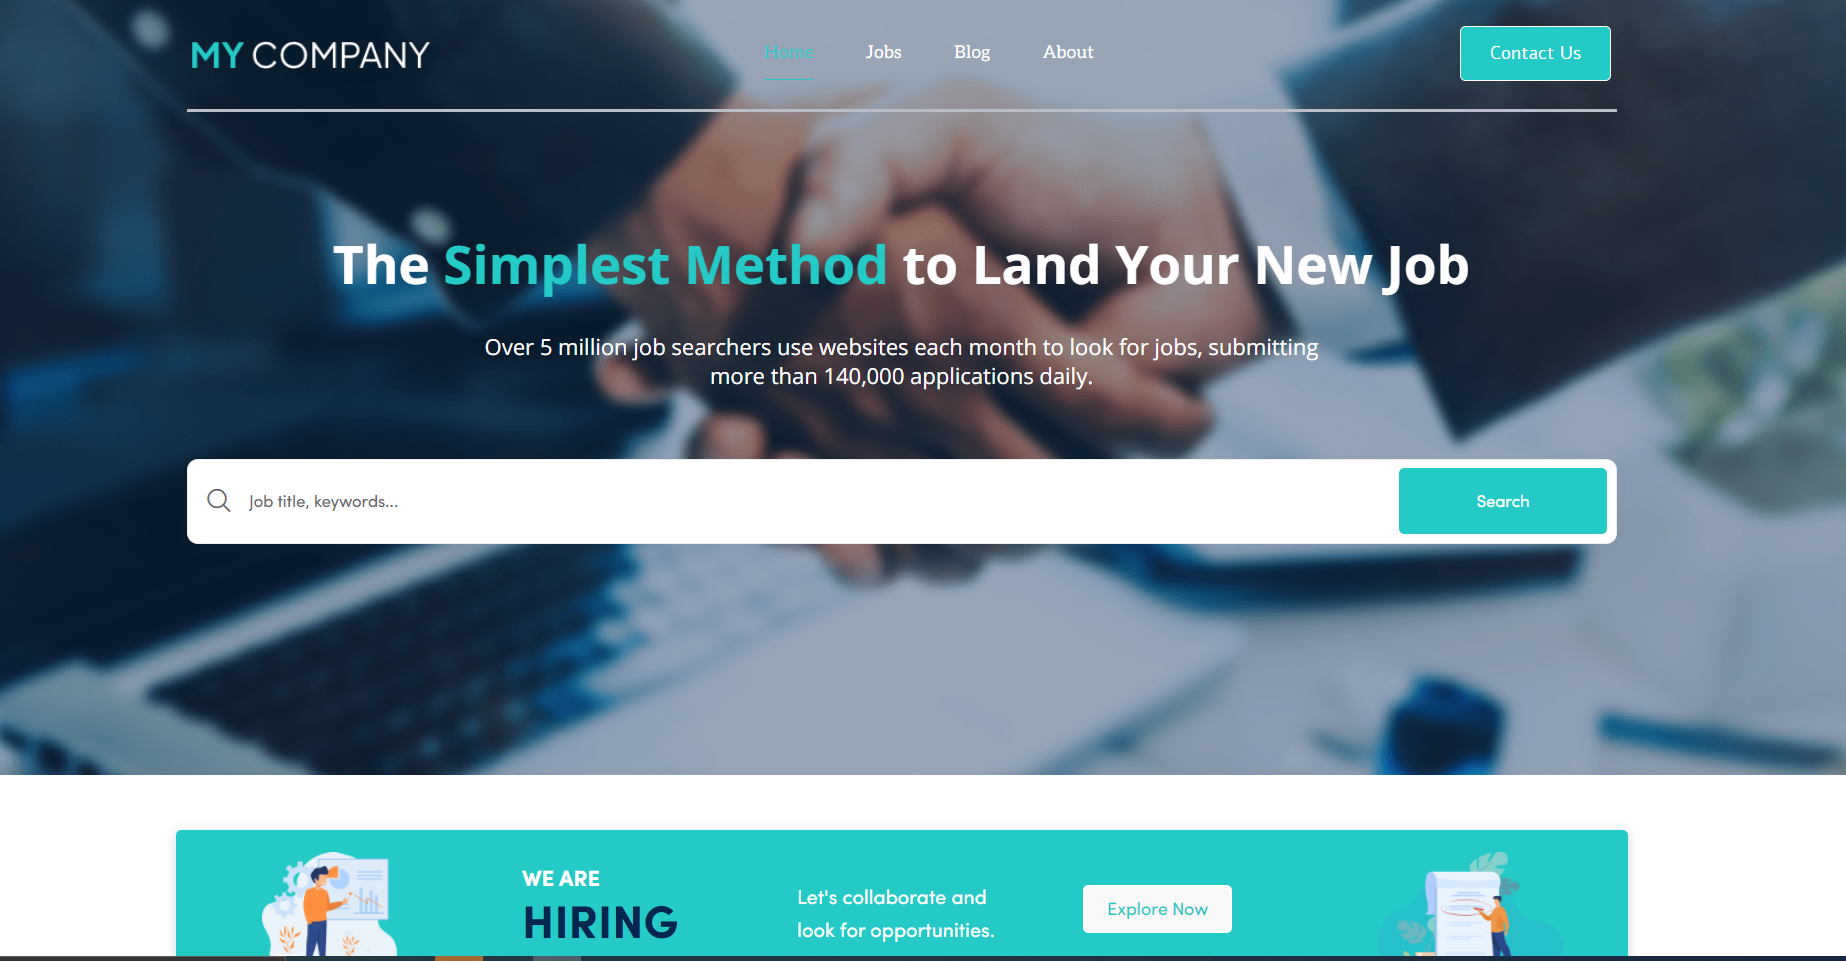 MY COMPANY
Home
Jobs
Blog
About
Contact Us
The Simplest Method to Land Your New Job
Over 5 million job searchers use websites each month to look for jobs, submitting
more than 140,000 applications daily.
Job title, keywords...
Search
WE ARE
HIRING
Let's collaborate and
look for opportunities.
Explore Now